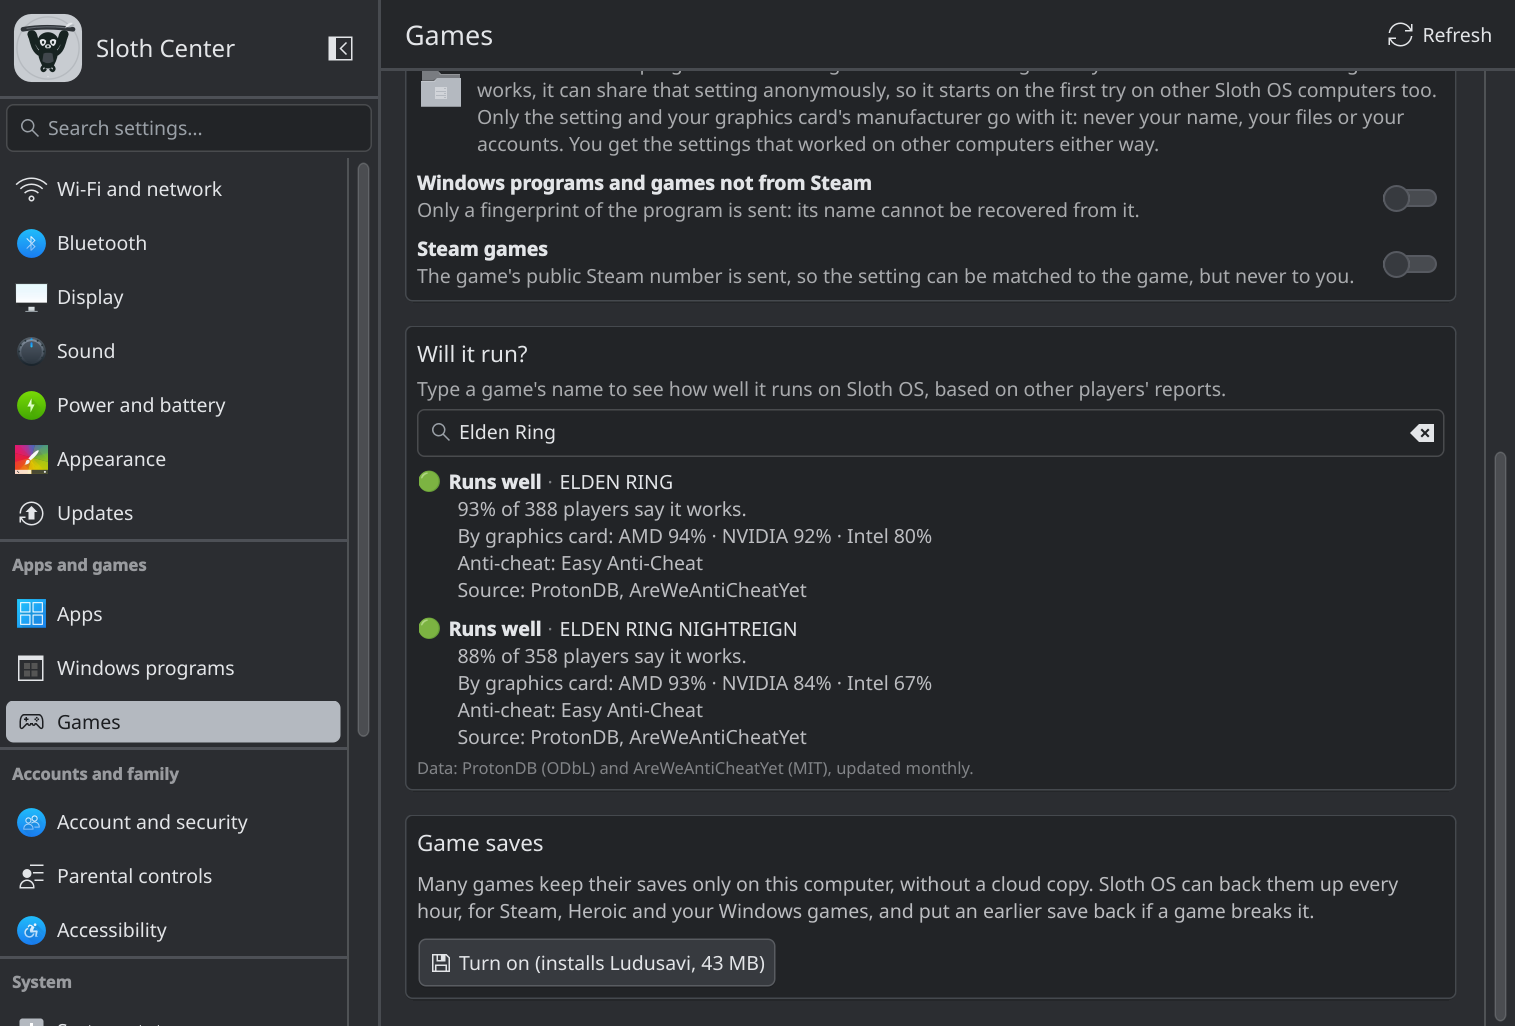 Sloth Center
Games
Refresh
Search settings...
Wi-Fi and network
Bluetooth
Display
Sound
Power and battery
Appearance
Updates
Apps and games
Apps
Windows programs
Games
Accounts and family
Account and security
Parental controls
Accessibility
System
works, it can share that setting anonymously, so it starts on the first try on other Sloth OS computers too.
Only the setting and your graphics card's manufacturer go with it: never your name, your files or your
accounts. You get the settings that worked on other computers either way.
Windows programs and games not from Steam
Only a fingerprint of the program is sent: its name cannot be recovered from it.
Steam games
The game's public Steam number is sent, so the setting can be matched to the game, but never to you.
Will it run?
Type a game's name to see how well it runs on Sloth OS, based on other players' reports.
Elden Ring
Runs well · ELDEN RING
93% of 388 players say it works.
By graphics card: AMD 94% · NVIDIA 92% · Intel 80%
Anti-cheat: Easy Anti-Cheat
Source: ProtonDB, AreWeAntiCheatYet
Runs well · ELDEN RING NIGHTREIGN
88% of 358 players say it works.
By graphics card: AMD 93% · NVIDIA 84% · Intel 67%
Anti-cheat: Easy Anti-Cheat
Source: ProtonDB, AreWeAntiCheatYet
Data: ProtonDB (ODbL) and AreWeAntiCheatYet (MIT), updated monthly.
Game saves
Many games keep their saves only on this computer, without a cloud copy. Sloth OS can back them up every
hour, for Steam, Heroic and your Windows games, and put an earlier save back if a game breaks it.
Turn on (installs Ludusavi, 43 MB)